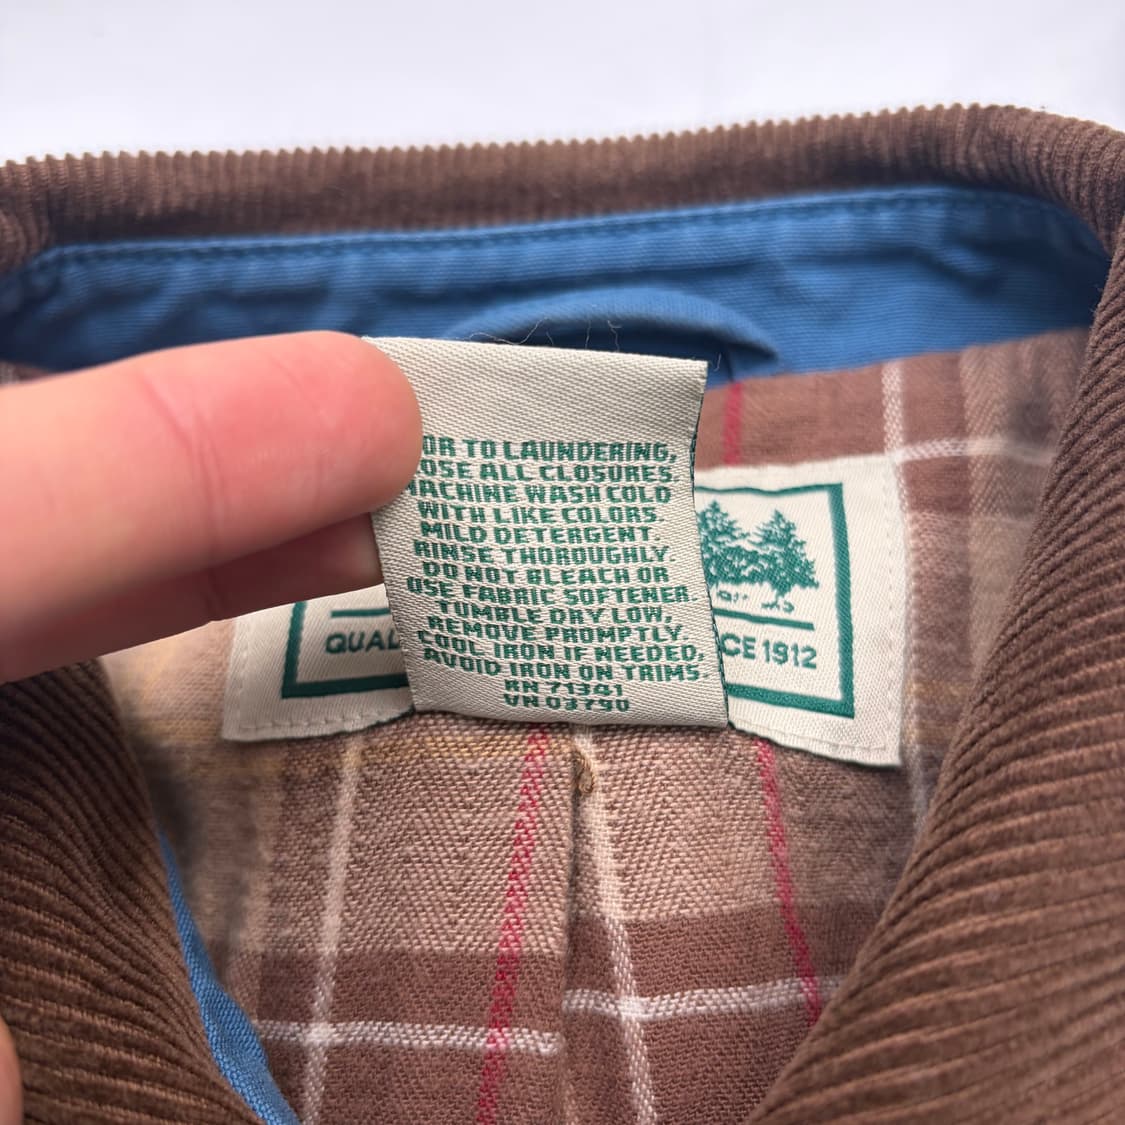 OR TO LAUNDERING,
OSE ALL CLOSURES.
MACHINE WASH COLD
WITH LIKE COLORS.
MILD DETERGENT.
RINSE THOROUGHLY.
DO NOT BLEACH OR
USE FABRIC SOFTENER.
TUMBLE DRY LOW,
REMOVE PROMPTLY.
COOL IRON IF NEEDED,
AVOID IRON ON TRIMS.
RN 71341
VN 03790
QUAL CE 1912